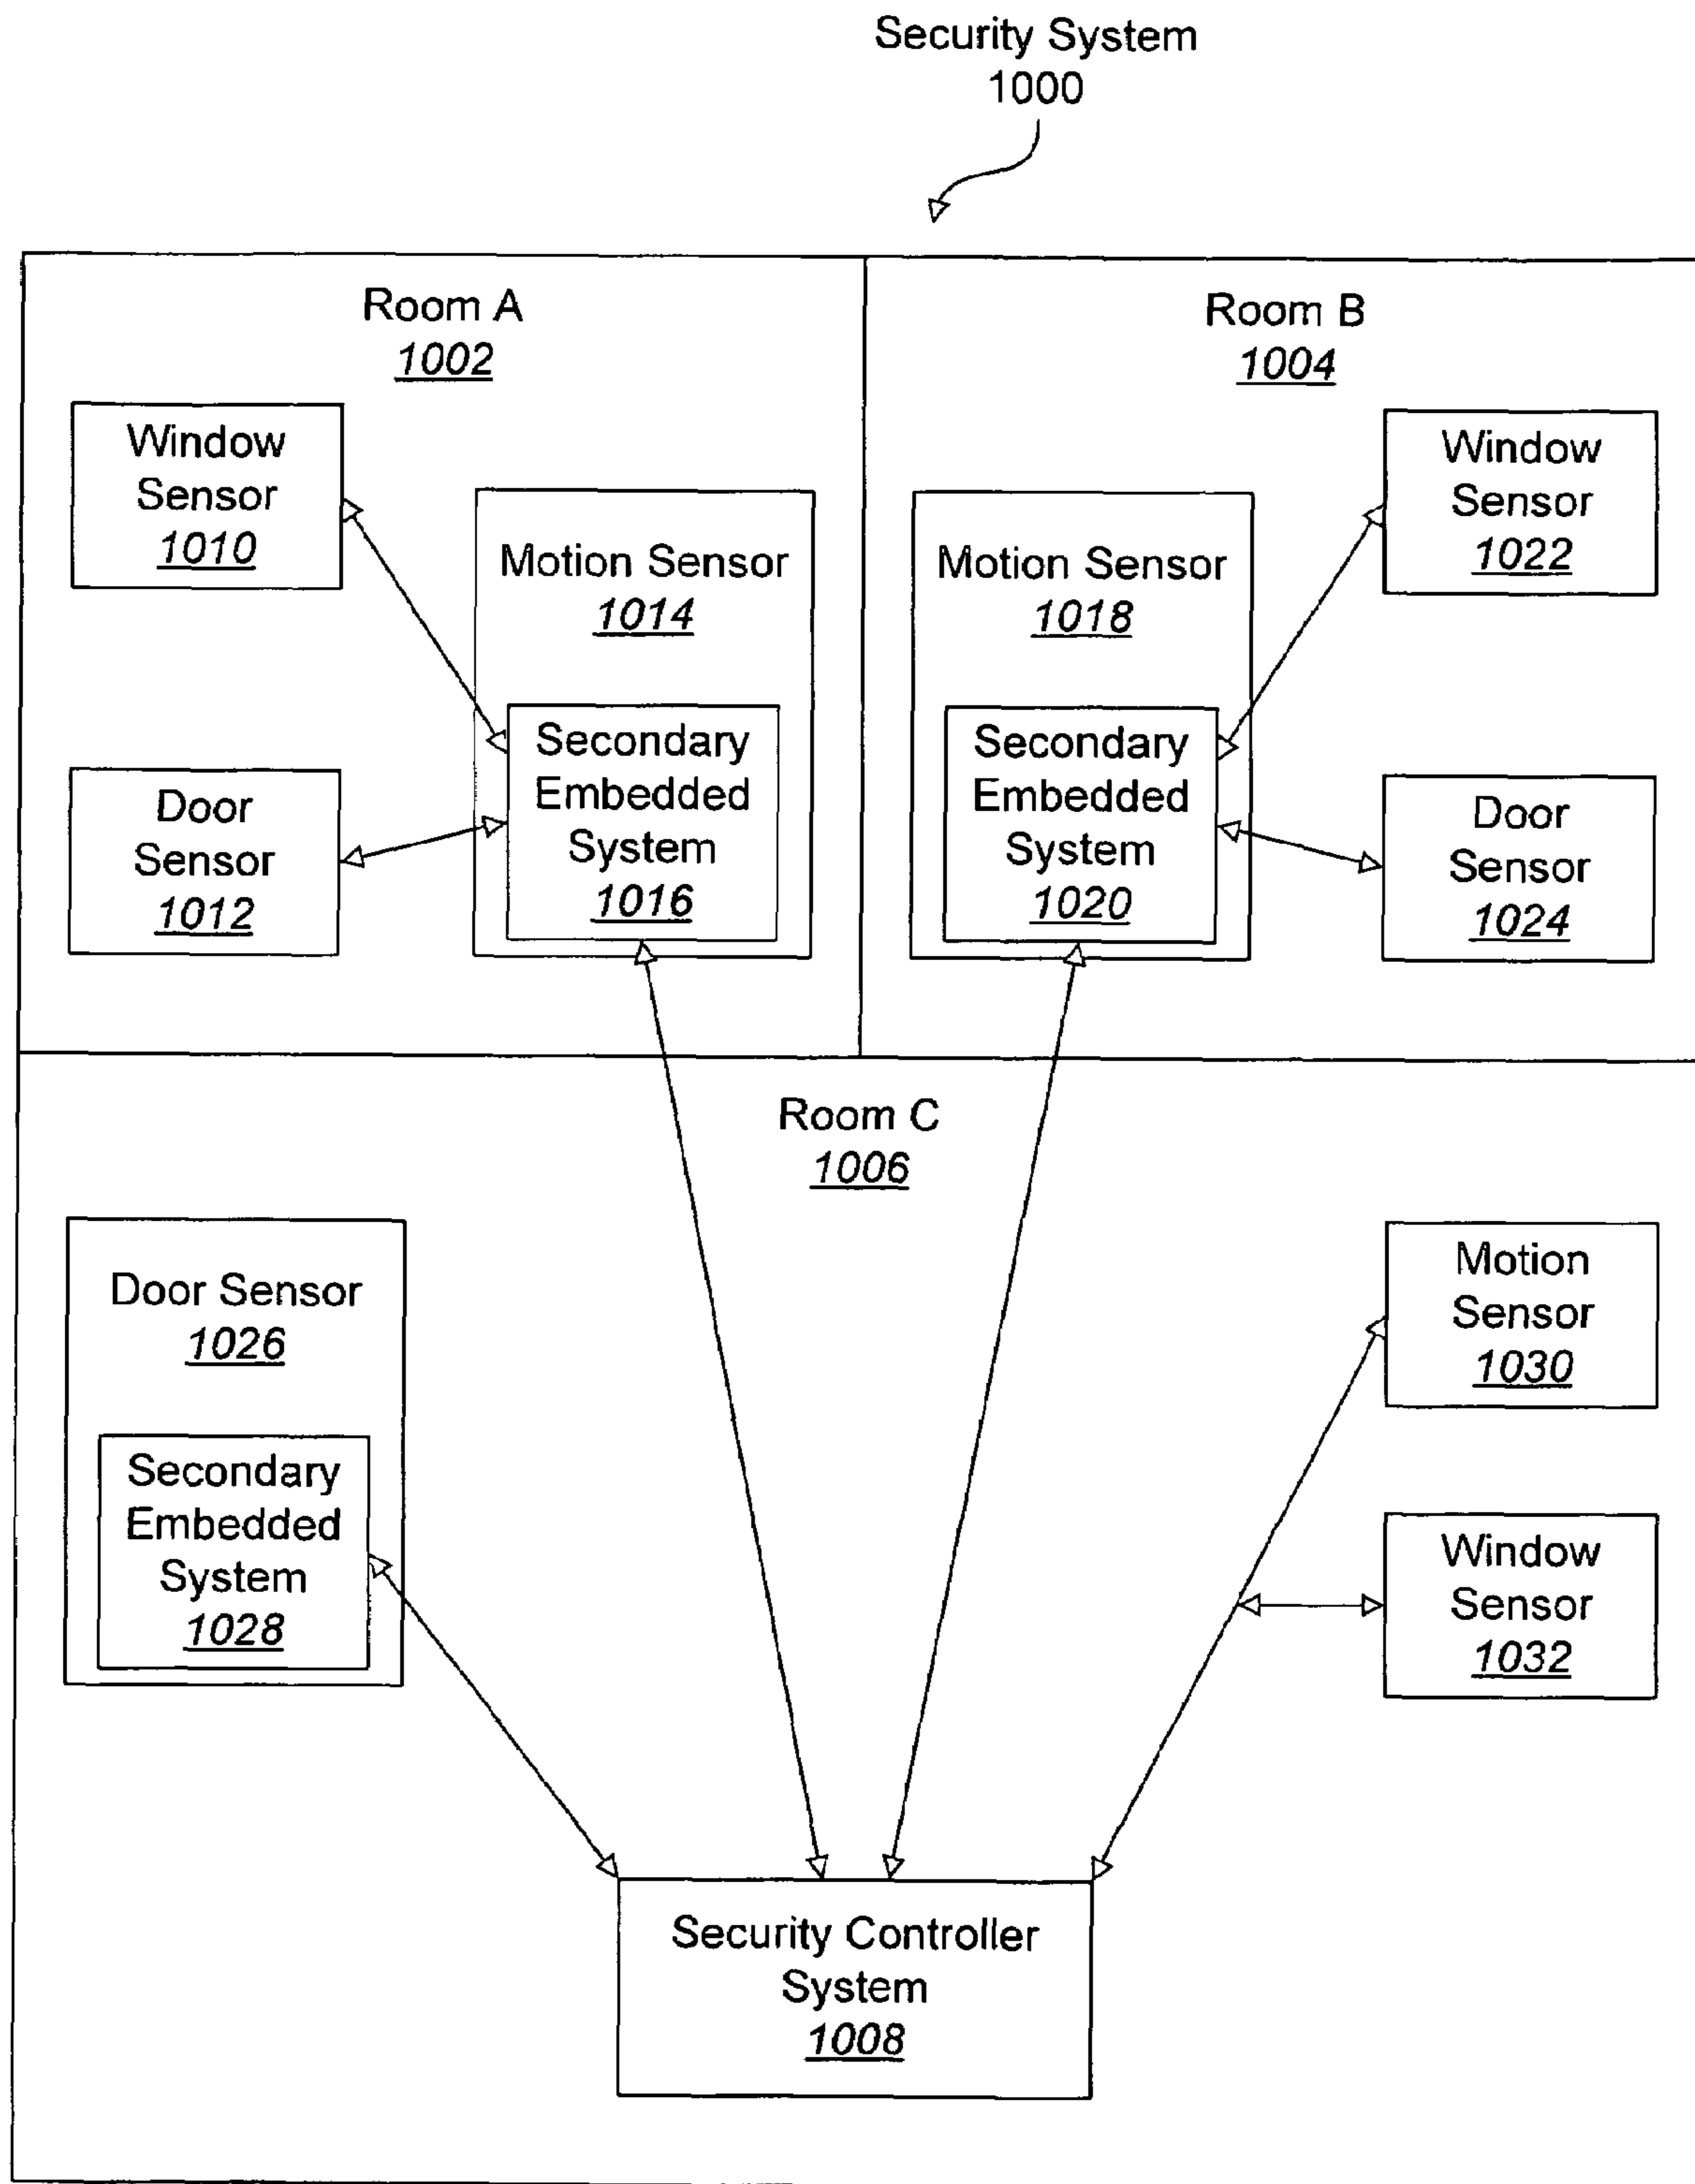 Security System
1000
Room A
1002
Window
Sensor
1010
Motion Sensor
1014
Secondary
Embedded
System
1016
Door
Sensor
1012
Room B
1004
Motion Sensor
1018
Secondary
Embedded
System
1020
Window
Sensor
1022
Door
Sensor
1024
Room C
1006
Door Sensor
1026
Secondary
Embedded
System
1028
Motion
Sensor
1030
Window
Sensor
1032
Security Controller
System
1008